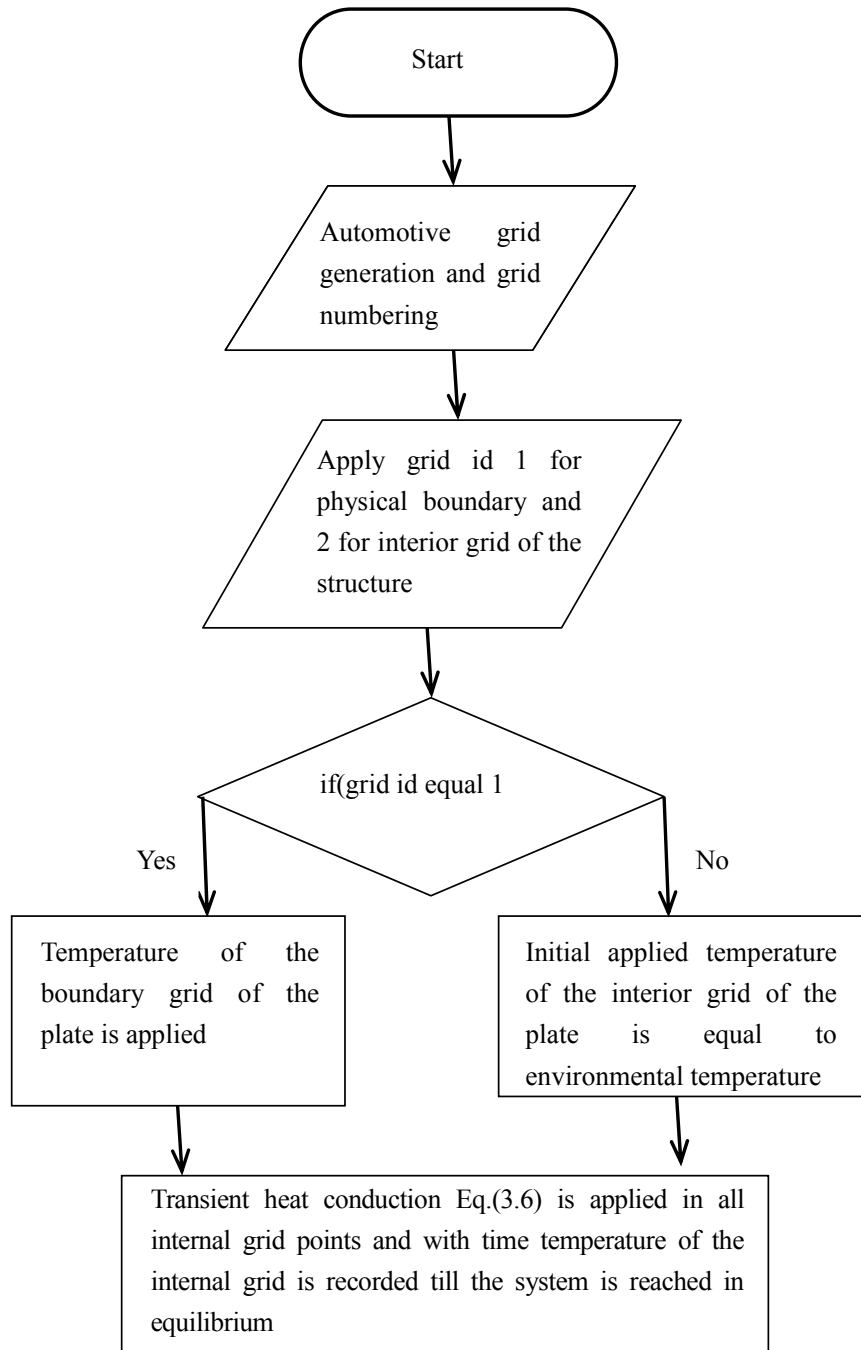 Start
Automotive grid
generation and grid
numbering
Apply grid id 1 for
physical boundary and
2 for interior grid of the
structure
if(grid id equal 1
Yes
No
Temperature of the
boundary grid of the
plate is applied
Initial applied temperature
of the interior grid of the
plate is equal to
environmental temperature
Transient heat conduction Eq.(3.6) is applied in all
internal grid points and with time temperature of the
internal grid is recorded till the system is reached in
equilibrium